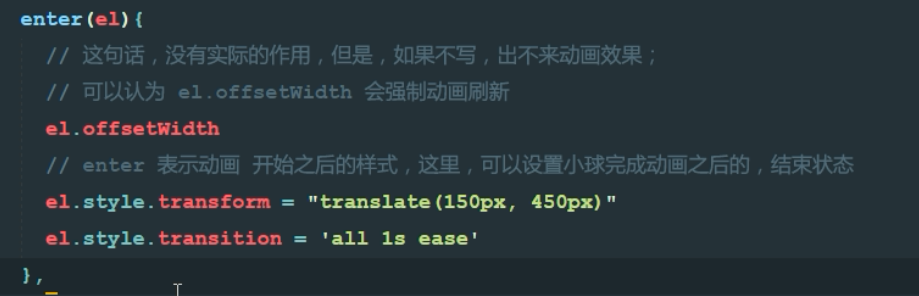 enter(el){
// 这句话，没有实际的作用，但是，如果不写，出不来动画效果；
// 可以认为 el.offsetWidth 会强制动画刷新
el.offsetWidth
// enter 表示动画 开始之后的样式，这里，可以设置小球完成动画之后的，结束状态
el.style.transform = "translate(150px, 450px)"
el.style.transition = 'all 1s ease'
},